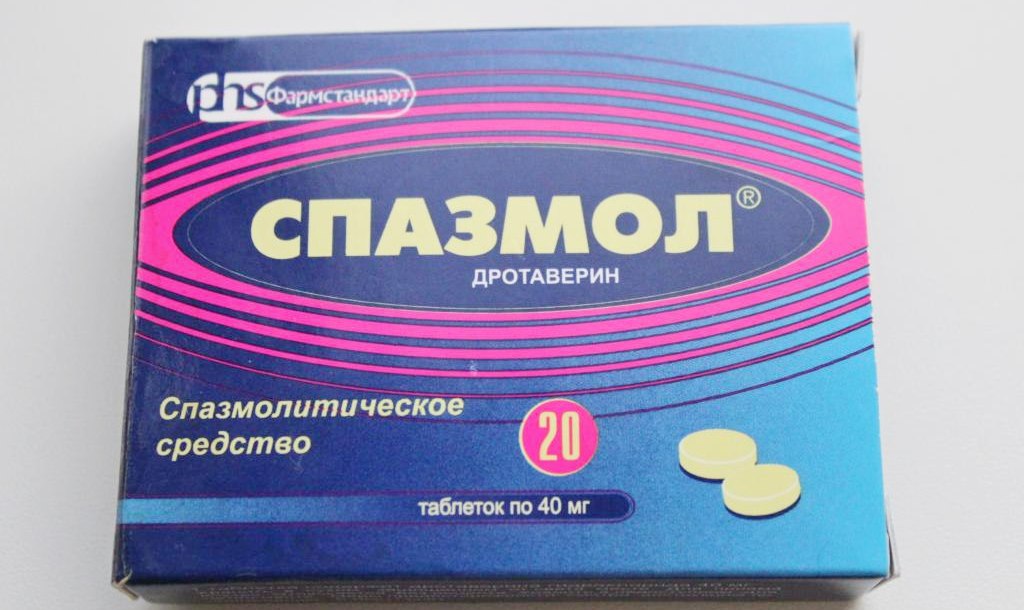 phs Фармстандарт
СПАЗМОЛ®
ДРОТАВЕРИН
Спазмолитическое
средство
20
таблеток по 40 мг